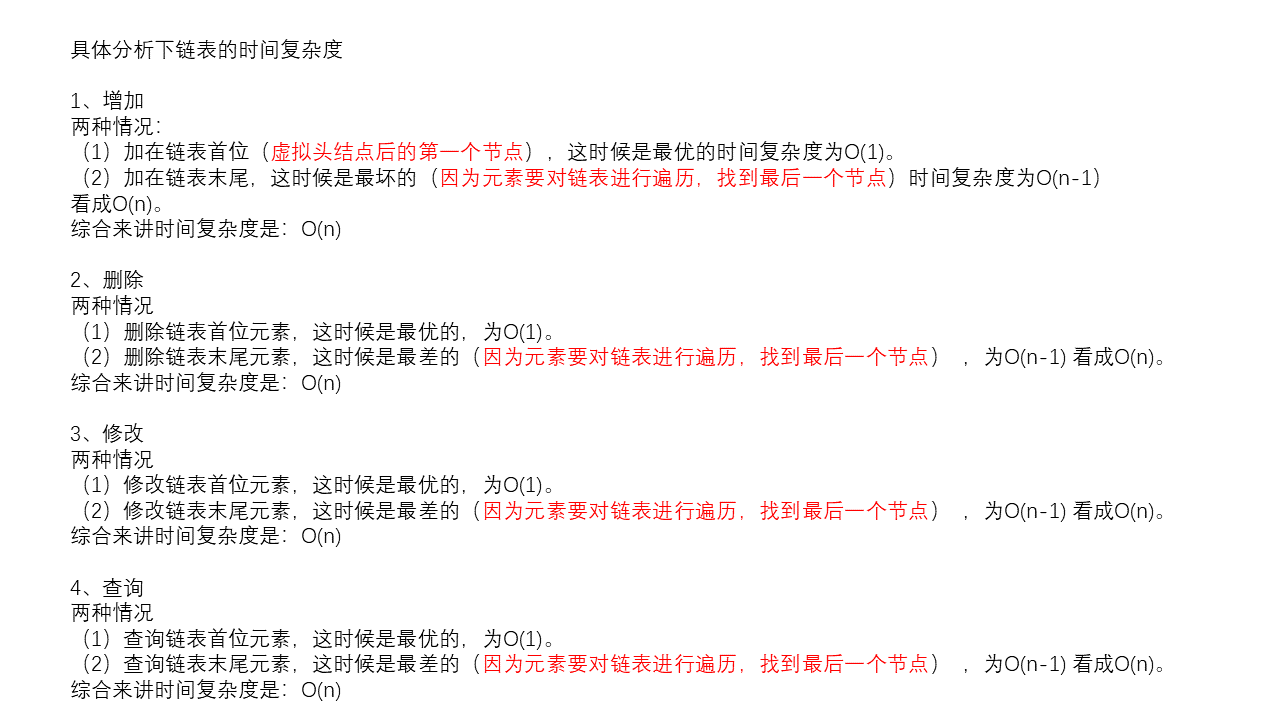 具体分析下链表的时间复杂度
1、增加
两种情况：
（1）加在链表首位（虚拟头结点后的第一个节点），这时候是最优的时间复杂度为O(1)。
（2）加在链表末尾，这时候是最坏的（因为元素要对链表进行遍历，找到最后一个节点）时间复杂度为O(n-1）
看成O(n)。
综合来讲时间复杂度是：O(n)
2、删除
两种情况
（1）删除链表首位元素，这时候是最优的，为O(1)。
（2）删除链表末尾元素，这时候是最差的（因为元素要对链表进行遍历，找到最后一个节点） ，为O(n-1) 看成O(n)。
综合来讲时间复杂度是：O(n)
3、修改
两种情况
（1）修改链表首位元素，这时候是最优的，为O(1)。
（2）修改链表末尾元素，这时候是最差的（因为元素要对链表进行遍历，找到最后一个节点） ，为O(n-1) 看成O(n)。
综合来讲时间复杂度是：O(n)
4、查询
两种情况
（1）查询链表首位元素，这时候是最优的，为O(1)。
（2）查询链表末尾元素，这时候是最差的（因为元素要对链表进行遍历，找到最后一个节点） ，为O(n-1) 看成O(n)。
综合来讲时间复杂度是：O(n)